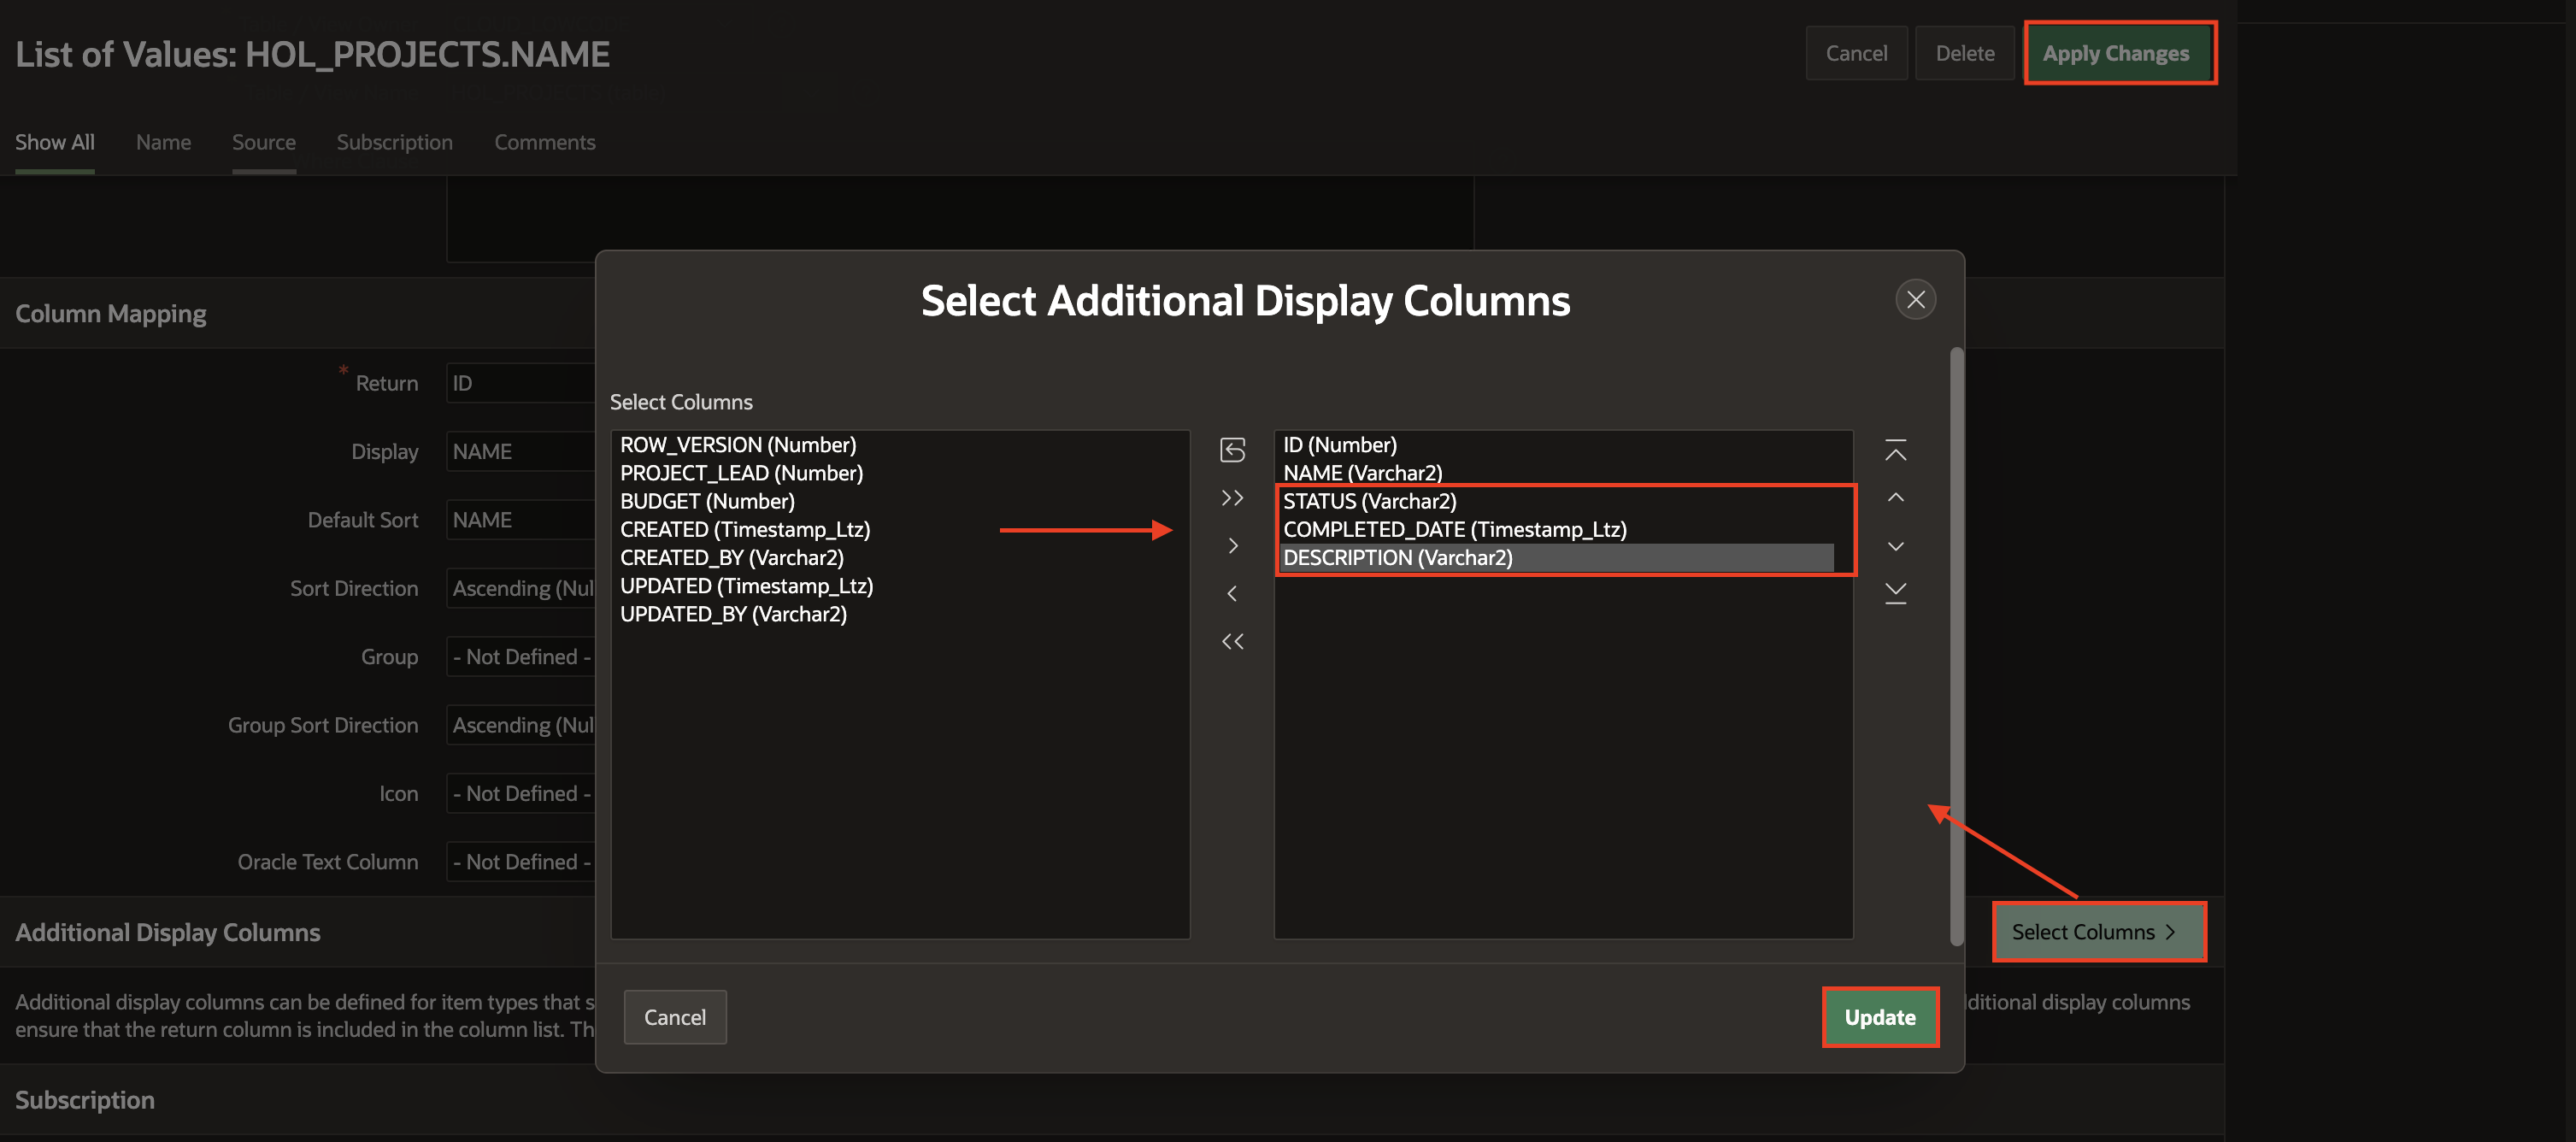 List of Values: HOL_PROJECTS.NAME
Cancel
Delete
Apply Changes
Show All
Name
Source
Subscription
Comments
Column Mapping
* Return
ID
Display
NAME
Default Sort
NAME
Sort Direction
Ascending (Nul
Group
- Not Defined -
Group Sort Direction
Ascending (Nul
Icon
- Not Defined -
Oracle Text Column
- Not Defined -
Additional Display Columns
Select Columns
Additional display columns can be defined for item types that s
dditional display columns
ensure that the return column is included in the column list. Th
Subscription
Select Additional Display Columns
Select Columns
ROW_VERSION (Number)
PROJECT_LEAD (Number)
BUDGET (Number)
CREATED (Timestamp_Ltz)
CREATED_BY (Varchar2)
UPDATED (Timestamp_Ltz)
UPDATED_BY (Varchar2)
ID (Number)
NAME (Varchar2)
STATUS (Varchar2)
COMPLETED_DATE (Timestamp_Ltz)
DESCRIPTION (Varchar2)
Cancel
Update